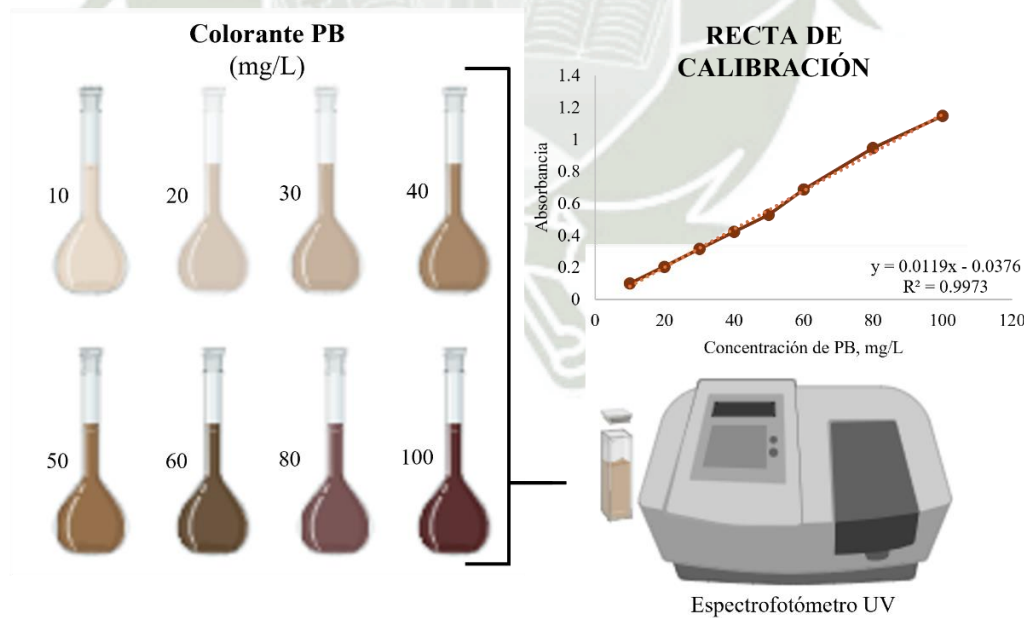 Colorante PB
(mg/L)
10
20
30
40
50
60
80
100
RECTA DE
CALIBRACIÓN
Absorbancia
1.4
1.2
1
0.8
0.6
0.4
0.2
0
y = 0.0119x - 0.0376
R² = 0.9973
0 20 40 60 80 100 120
Concentración de PB, mg/L
Espectrofotómetro UV